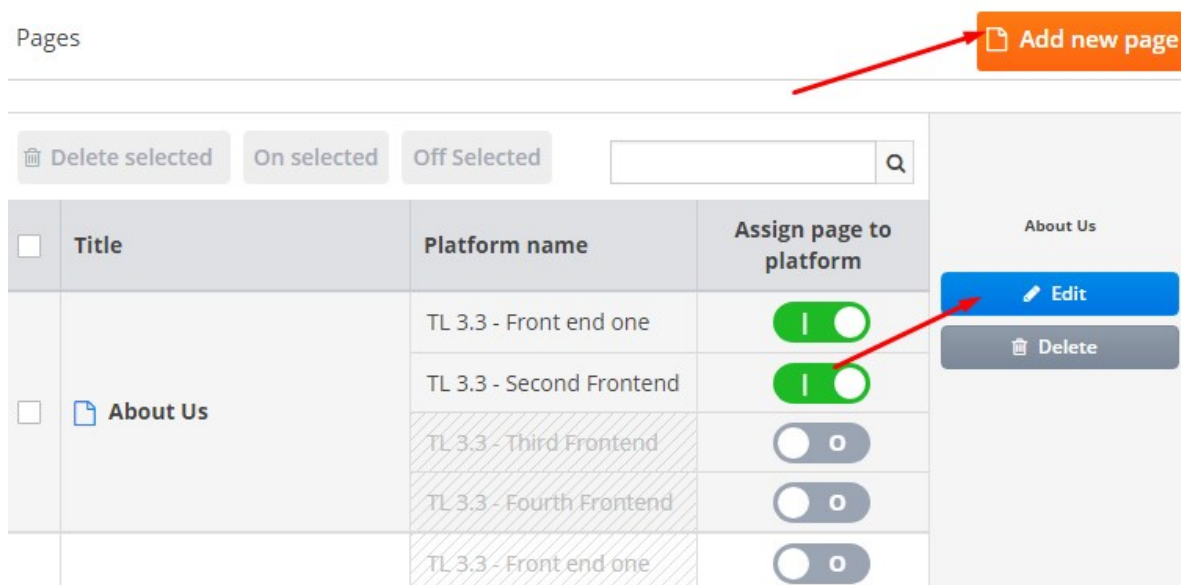 Pages
Add new page
Delete selected
On selected
Off Selected
Title
Platform name
Assign page to
platform
About Us
TL 3.3 - Front end one
TL 3.3 - Second Frontend
TL 3.3 - Third Frontend
TL 3.3 - Fourth Frontend
About Us
Edit
Delete
TL 3.3 - Front end one